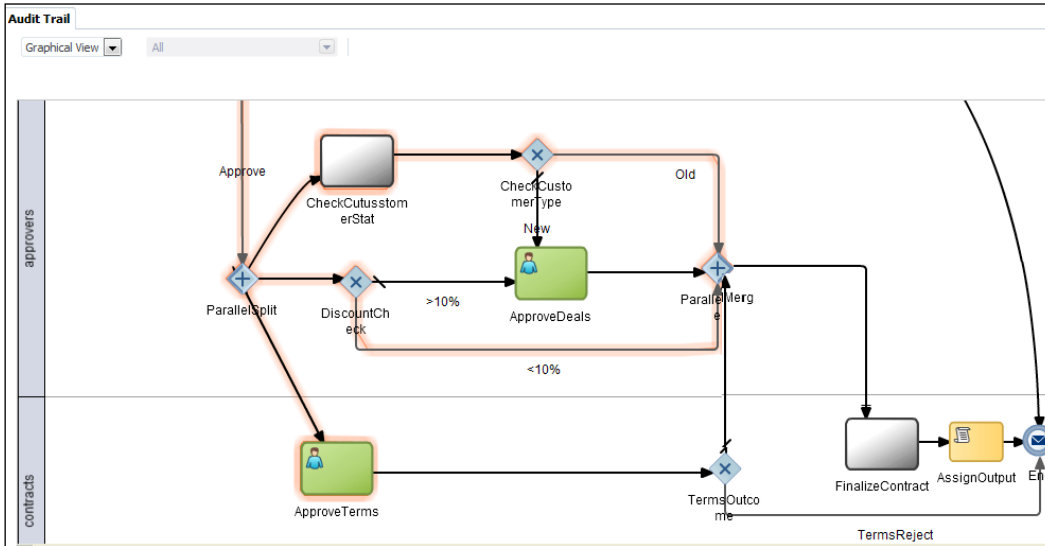 Audit Trail
Graphical View
All
approvers
Approve
CheckCutusstom
erStat
CheckCusto
merType
Old
New
ParallelSplit
DiscountCh
eck
>10%
ApproveDeals
ParallelMerg
e
<10%
contracts
ApproveTerms
TermsOutco
me
FinalizeContract
AssignOutput
En
TermsReject